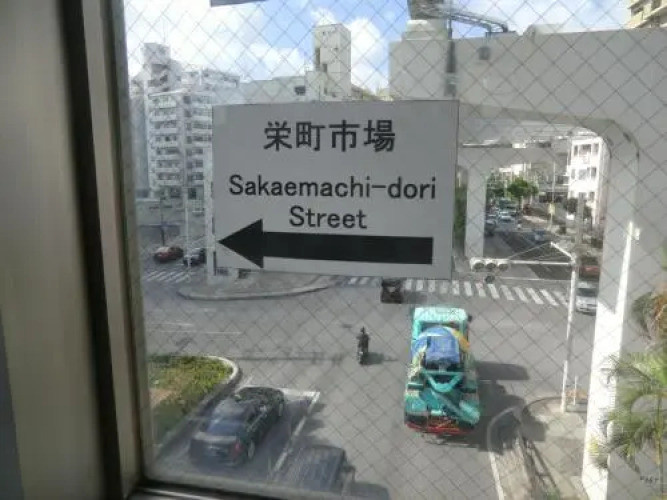 栄町市場
Sakaemachi-dori
Street